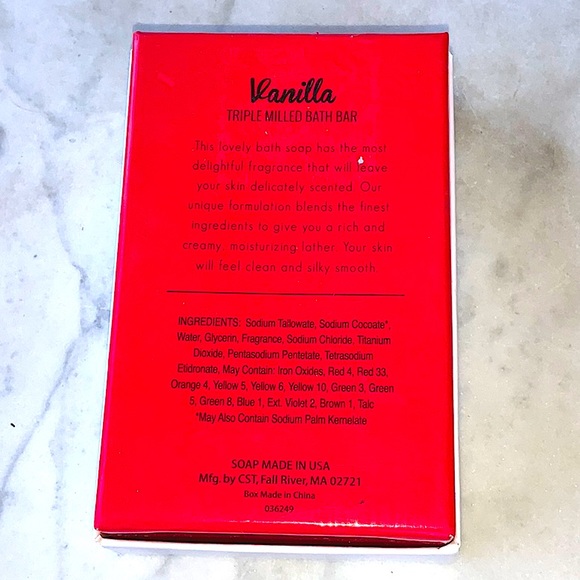 Vanilla
TRIPLE MILLED BATH BAR
This lovely bath soap has the most
delightful fragrance that will leave
your skin delicately scented. Our
unique formulation blends the finest
ingredients to give you a rich and
creamy, moisturizing lather. Your skin
will feel clean and silky smooth.
INGREDIENTS: Sodium Tallowate, Sodium Cocoate*,
Water, Glycerin, Fragrance, Sodium Chloride, Titanium
Dioxide, Pentasodium Pentetate, Tetrasodium
Etidronate, May Contain: Iron Oxides, Red 4, Red 33,
Orange 4, Yellow 5, Yellow 6, Yellow 10, Green 3, Green
5, Green 8, Blue 1, Ext. Violet 2, Brown 1, Talc
*May Also Contain Sodium Palm Kernelate
SOAP MADE IN USA
Mfg. by CST, Fall River, MA 02721
Box Made in China
036249